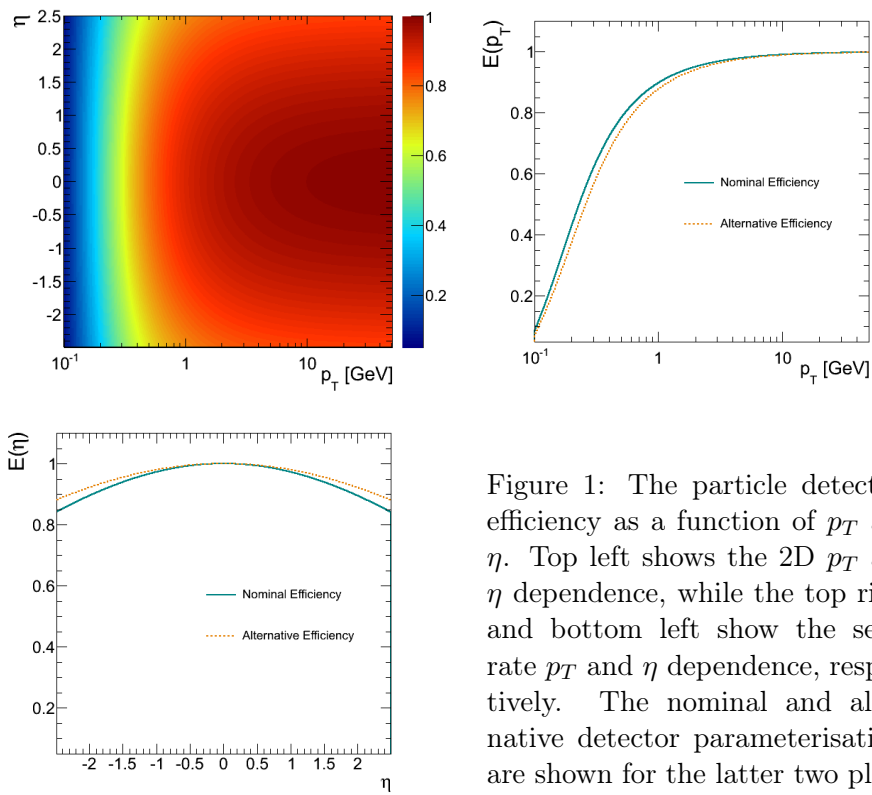 η
2.5
2
1.5
1
0.5
0
-0.5
-1
-1.5
-2
10⁻¹
1
10
p_T [GeV]
1
0.8
0.6
0.4
0.2
E(p_T)
1
0.8
0.6
0.4
0.2
Nominal Efficiency
Alternative Efficiency
10⁻¹
1
10
p_T [GeV]
E(η)
1
0.8
0.6
0.4
0.2
Nominal Efficiency
Alternative Efficiency
-2
-1.5
-1
-0.5
0
0.5
1
1.5
2
η
Figure 1: The particle detect
efficiency as a function of p_T
η. Top left shows the 2D p_T
η dependence, while the top ri
and bottom left show the se
rate p_T and η dependence, resp
tively. The nominal and al
native detector parameterisati
are shown for the latter two pl